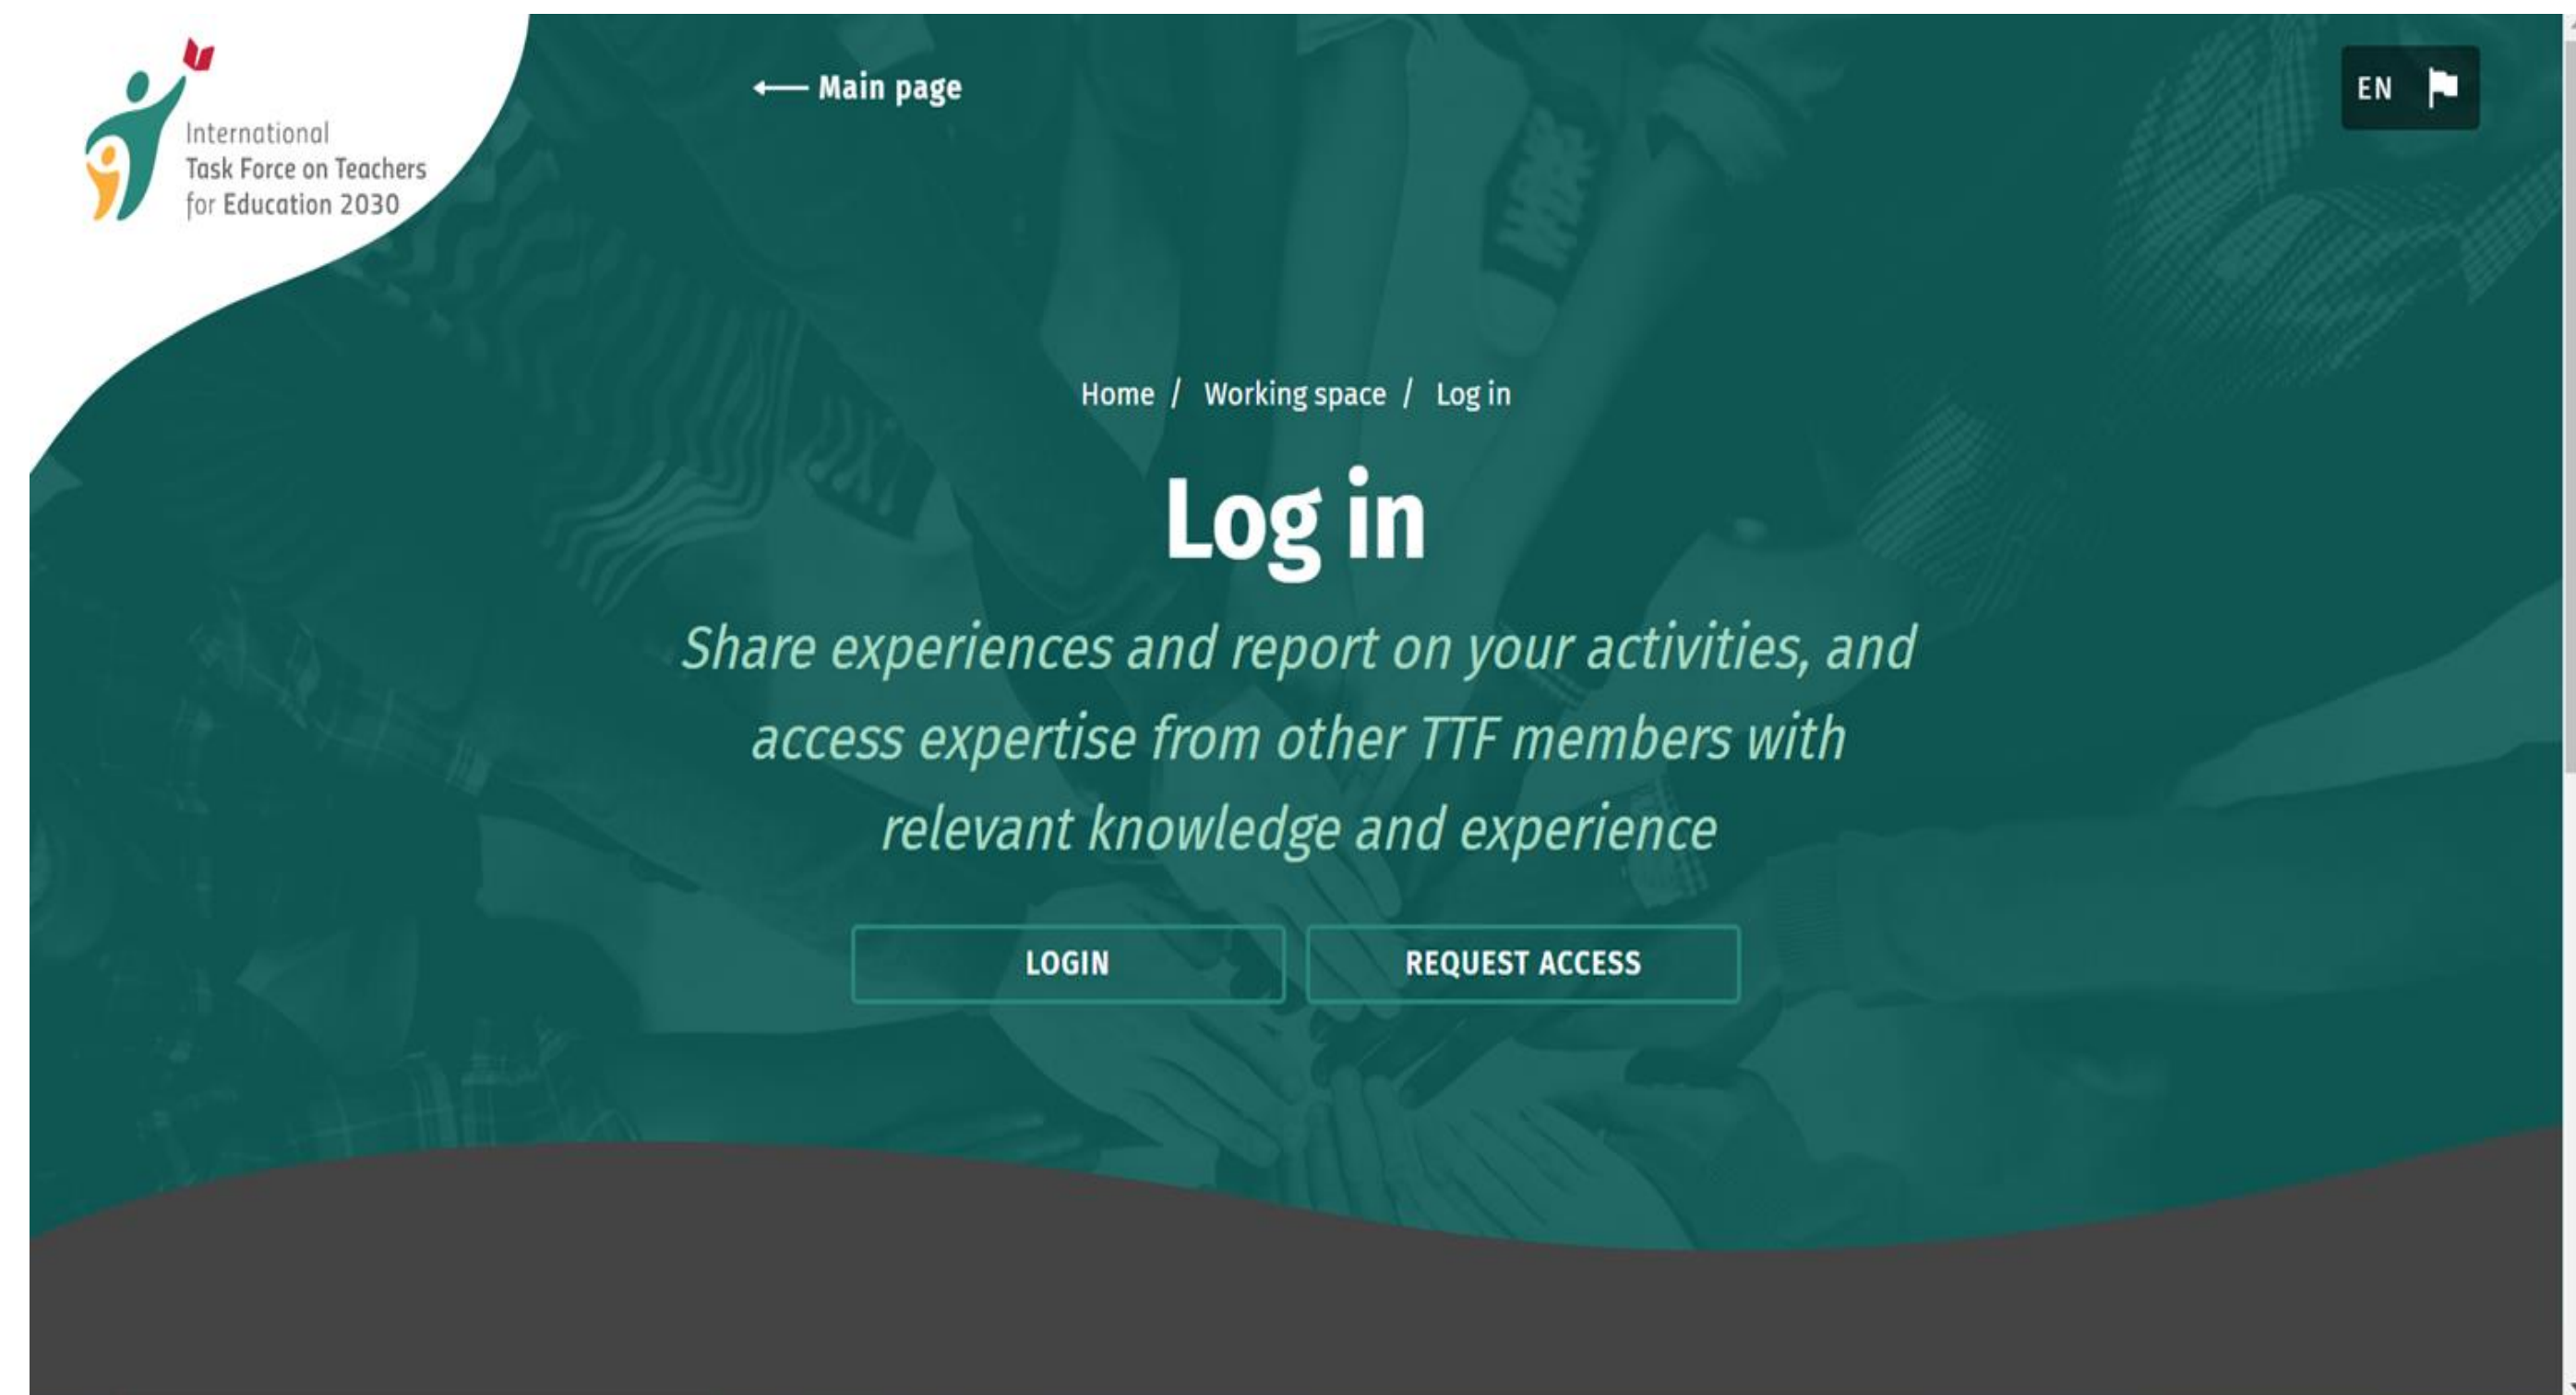 International
Task Force on Teachers
for Education 2030
Main page
EN
Home / Working space / Log in
Log in
Share experiences and report on your activities, and
access expertise from other TTF members with
relevant knowledge and experience
LOGIN
REQUEST ACCESS